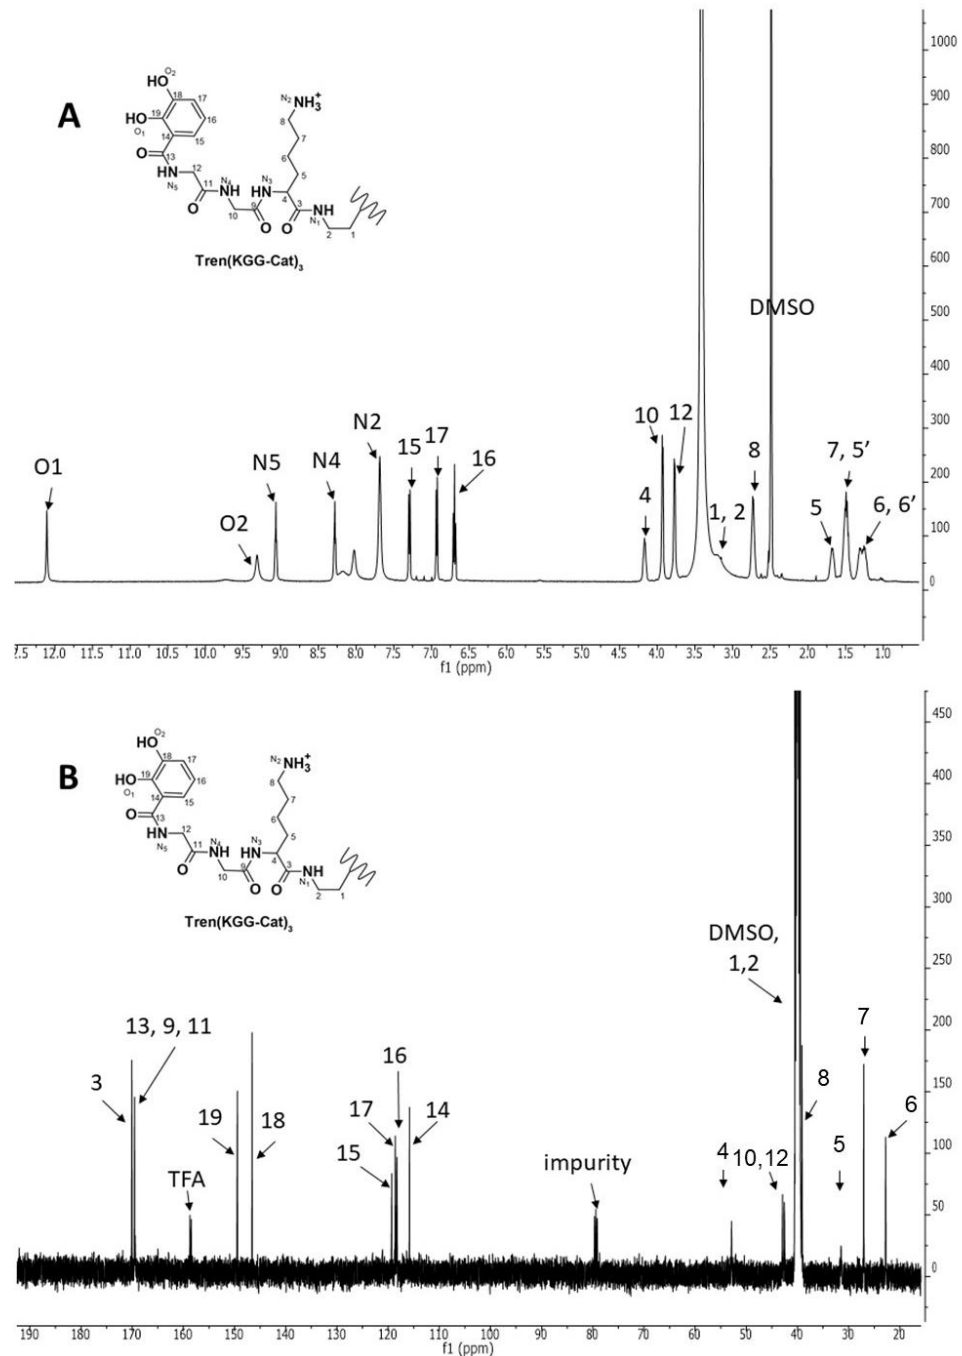 A
O2
HO
18
17
HO
19
16
O1
14
15
O
13
HN
12
N5
11
O
N4
NH
10
9
O
N3
HN
4
3
O
NH
N1
2
1
5
6
7
8
N2
NH3+
Tren(KGG-Cat)3
O1
O2
N5
N4
N2
15
17
16
4
10
12
1, 2
DMSO
8
5
7, 5’
6, 6’
1000
900
800
700
600
500
400
300
200
100
0
12.0 11.5 11.0 10.5 10.0 9.5 9.0 8.5 8.0 7.5 7.0 6.5 6.0 5.5 5.0 4.5 4.0 3.5 3.0 2.5 2.0 1.5 1.0
f1 (ppm)
B
O2
HO
18
17
HO
19
16
O1
14
15
O
13
HN
12
N5
11
O
N4
NH
10
9
O
N3
HN
4
3
O
NH
N1
2
1
5
6
7
8
N2
NH3+
Tren(KGG-Cat)3
3
13, 9, 11
TFA
19
18
15
17
16
14
impurity
4
10, 12
DMSO,
1,2
8
5
7
6
450
400
350
300
250
200
150
100
50
0
190 180 170 160 150 140 130 120 110 100 90 80 70 60 50 40 30 20
f1 (ppm)